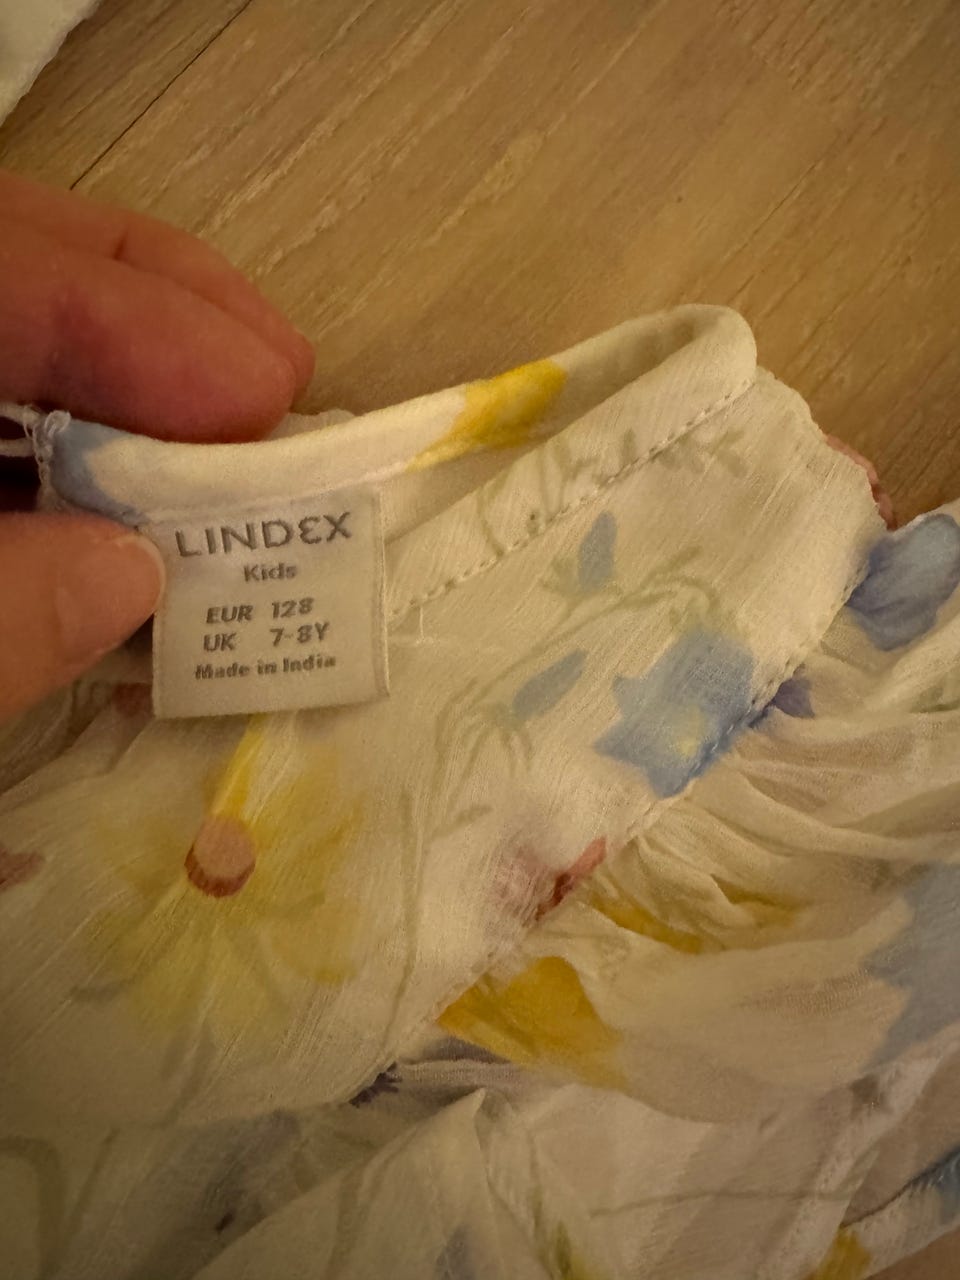 LINDEX
Kids
EUR 128
UK 7-8Y
Made in India